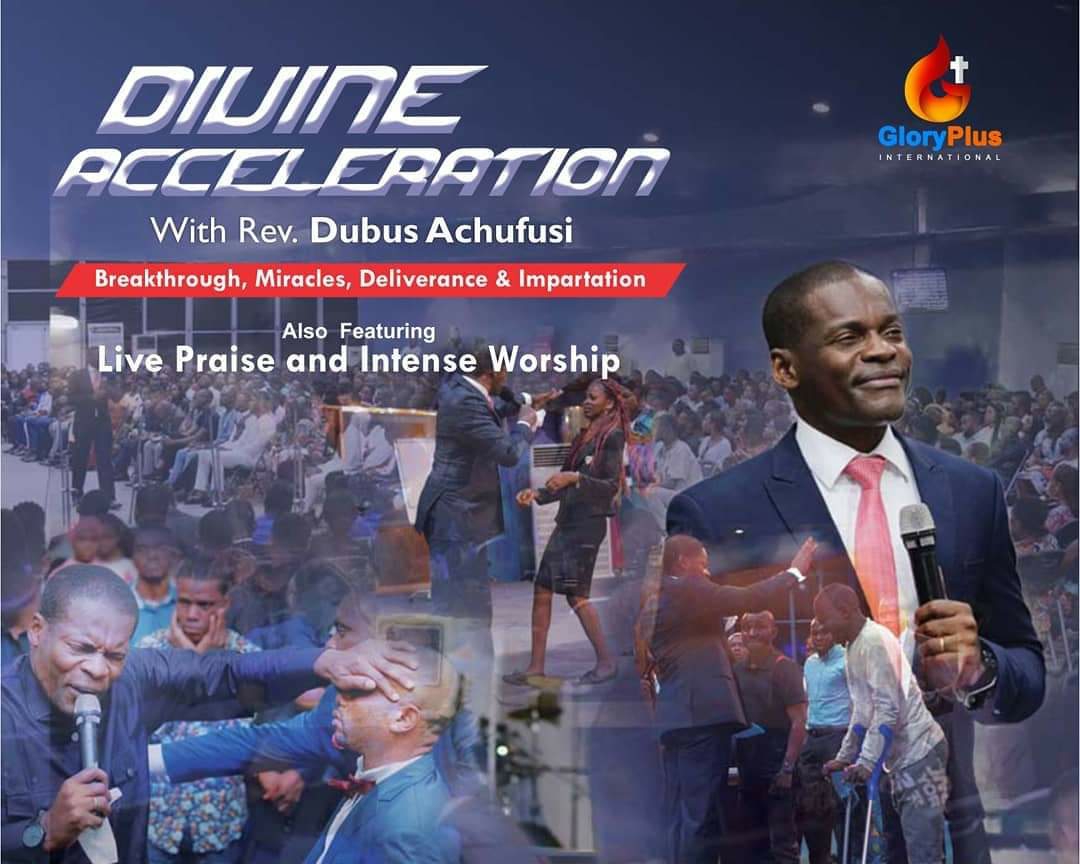 DIVINE
ACCELERATION
With Rev. Dubus Achufusi
Breakthrough, Miracles, Deliverance & Impartation
Also Featuring
Live Praise and Intense Worship
GloryPlus
INTERNATIONAL